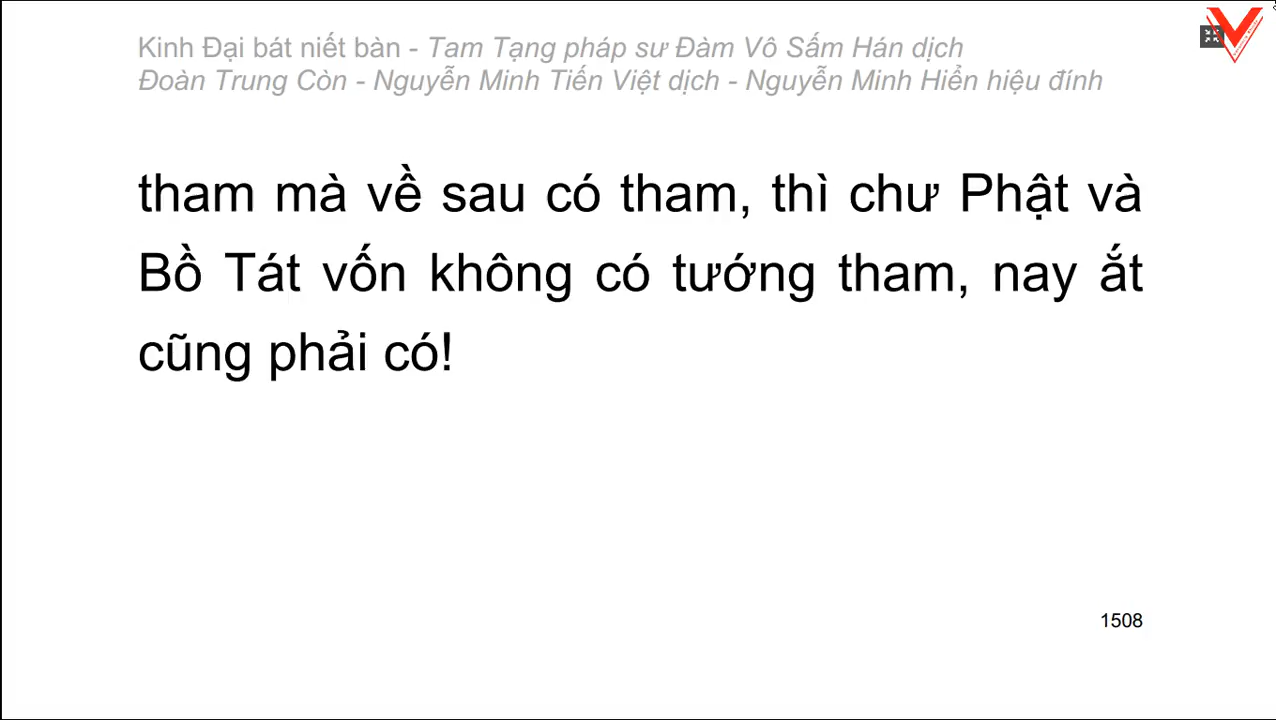 Kinh Đại bát niết bàn - Tam Tạng pháp sư Đàm Vô Sấm Hán dịch
Đoàn Trung Còn - Nguyễn Minh Tiến Việt dịch - Nguyễn Minh Hiển hiệu đính
tham mà về sau có tham, thì chư Phật và
Bồ Tát vốn không có tướng tham, nay ắt
cũng phải có!
1508